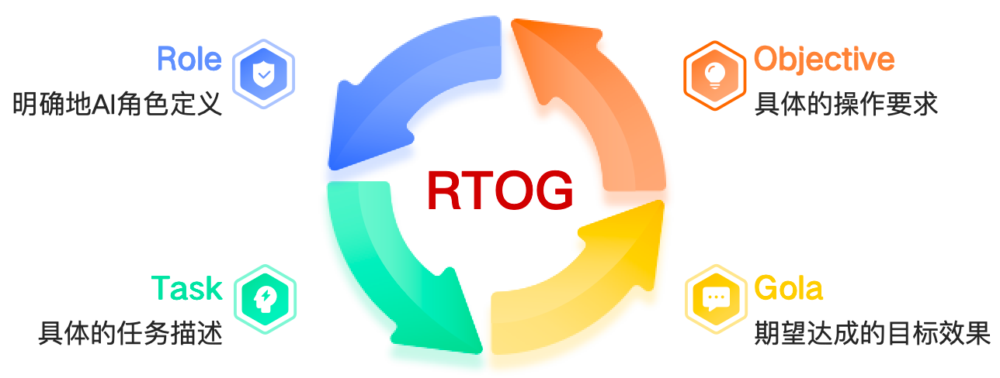 Role
明确地AI角色定义
Objective
具体的操作要求
RTOG
Task
具体的任务描述
Gola
期望达成的目标效果